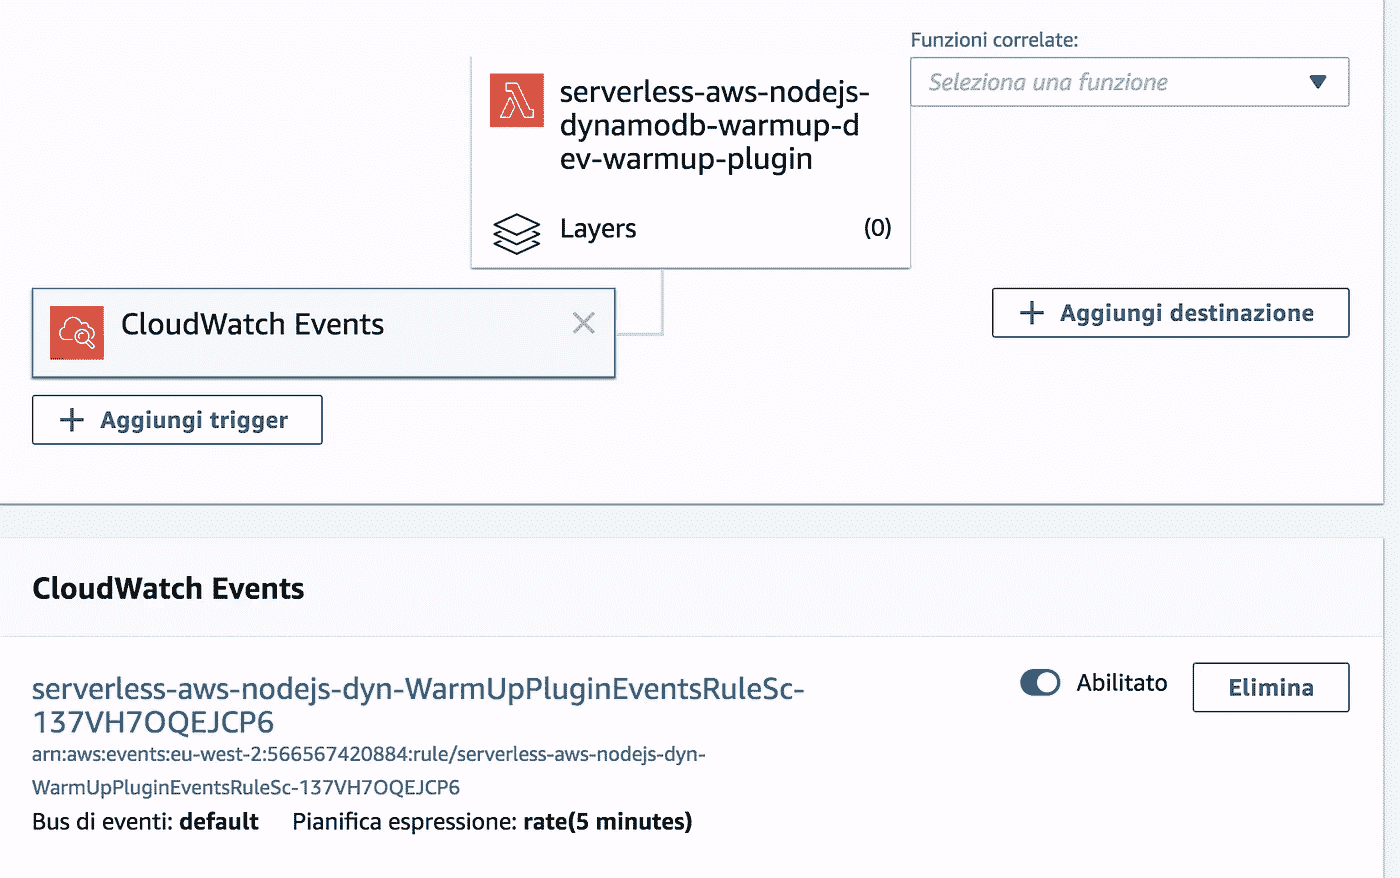 Funzioni correlate:
Seleziona una funzione
serverless-aws-nodejs-
dynamodb-warmup-d
ev-warmup-plugin
Layers (0)
CloudWatch Events
+ Aggiungi destinazione
+ Aggiungi trigger
CloudWatch Events
serverless-aws-nodejs-dyn-WarmUpPluginEventsRuleSc-
137VH7OQEJCP6
Abilitato
Elimina
arn:aws:events:eu-west-2:566567420884:rule/serverless-aws-nodejs-dyn-
WarmUpPluginEventsRuleSc-137VH7OQEJCP6
Bus di eventi: default Pianifica espressione: rate(5 minutes)